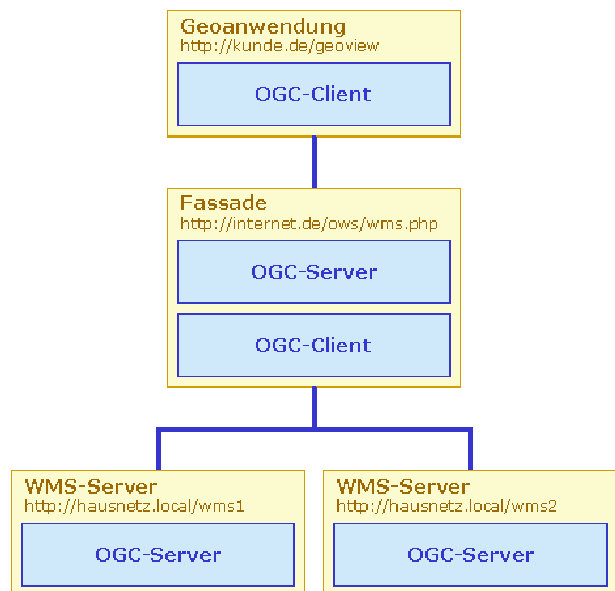 Geoanwendung
http://kunde.de/geoview
OGC-Client
Fassade
http://internet.de/ows/wms.php
OGC-Server
OGC-Client
WMS-Server
http://hausnetz.local/wms1
OGC-Server
WMS-Server
http://hausnetz.local/wms2
OGC-Server